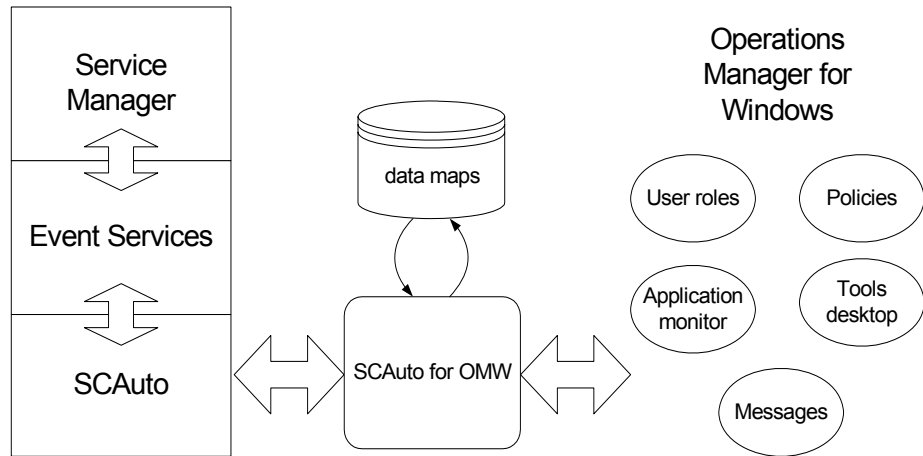 Service
Manager
Event Services
SCAuto
data maps
SCAuto for OMW
Operations
Manager for
Windows
User roles
Policies
Application
monitor
Tools
desktop
Messages